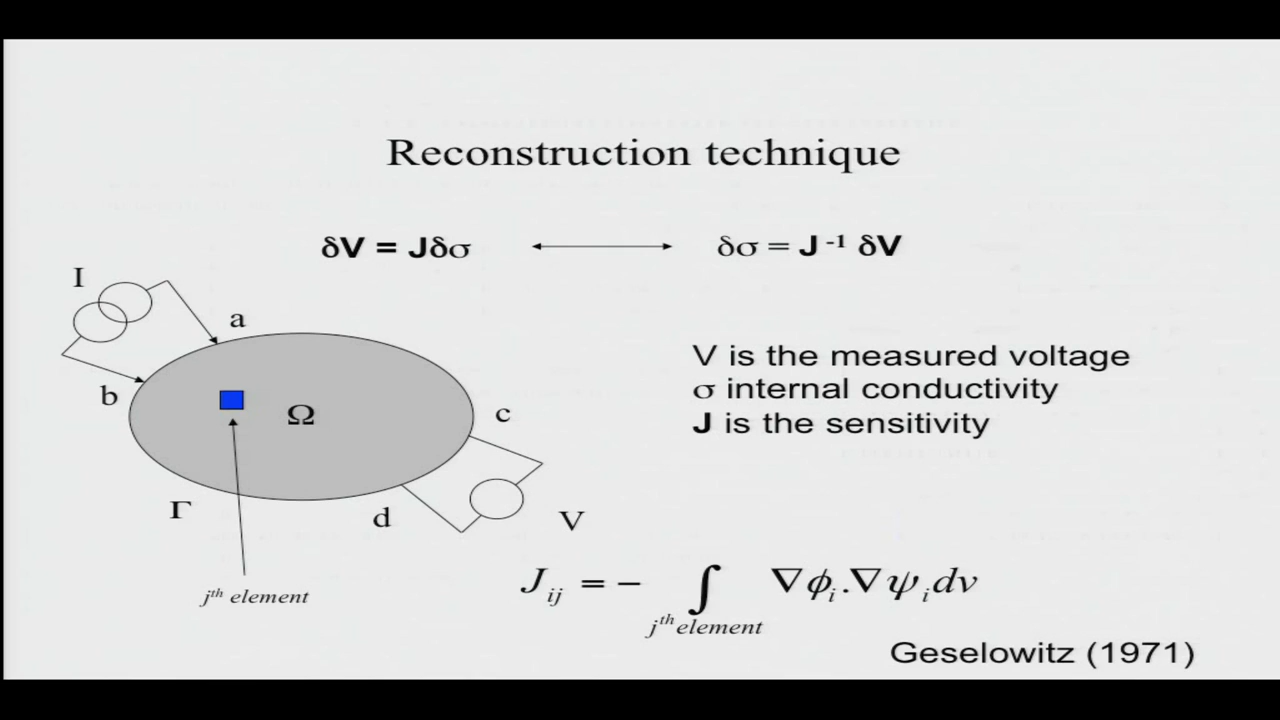 Reconstruction technique
δV = Jδσ
δσ = J⁻¹ δV
I
a
b
Ω
c
Γ
d
V
jᵗʰ element
V is the measured voltage
σ internal conductivity
J is the sensitivity
J_ij = − ∫_{jᵗʰ element} ∇ϕ_i.∇ψ_i dv
Geselowitz (1971)